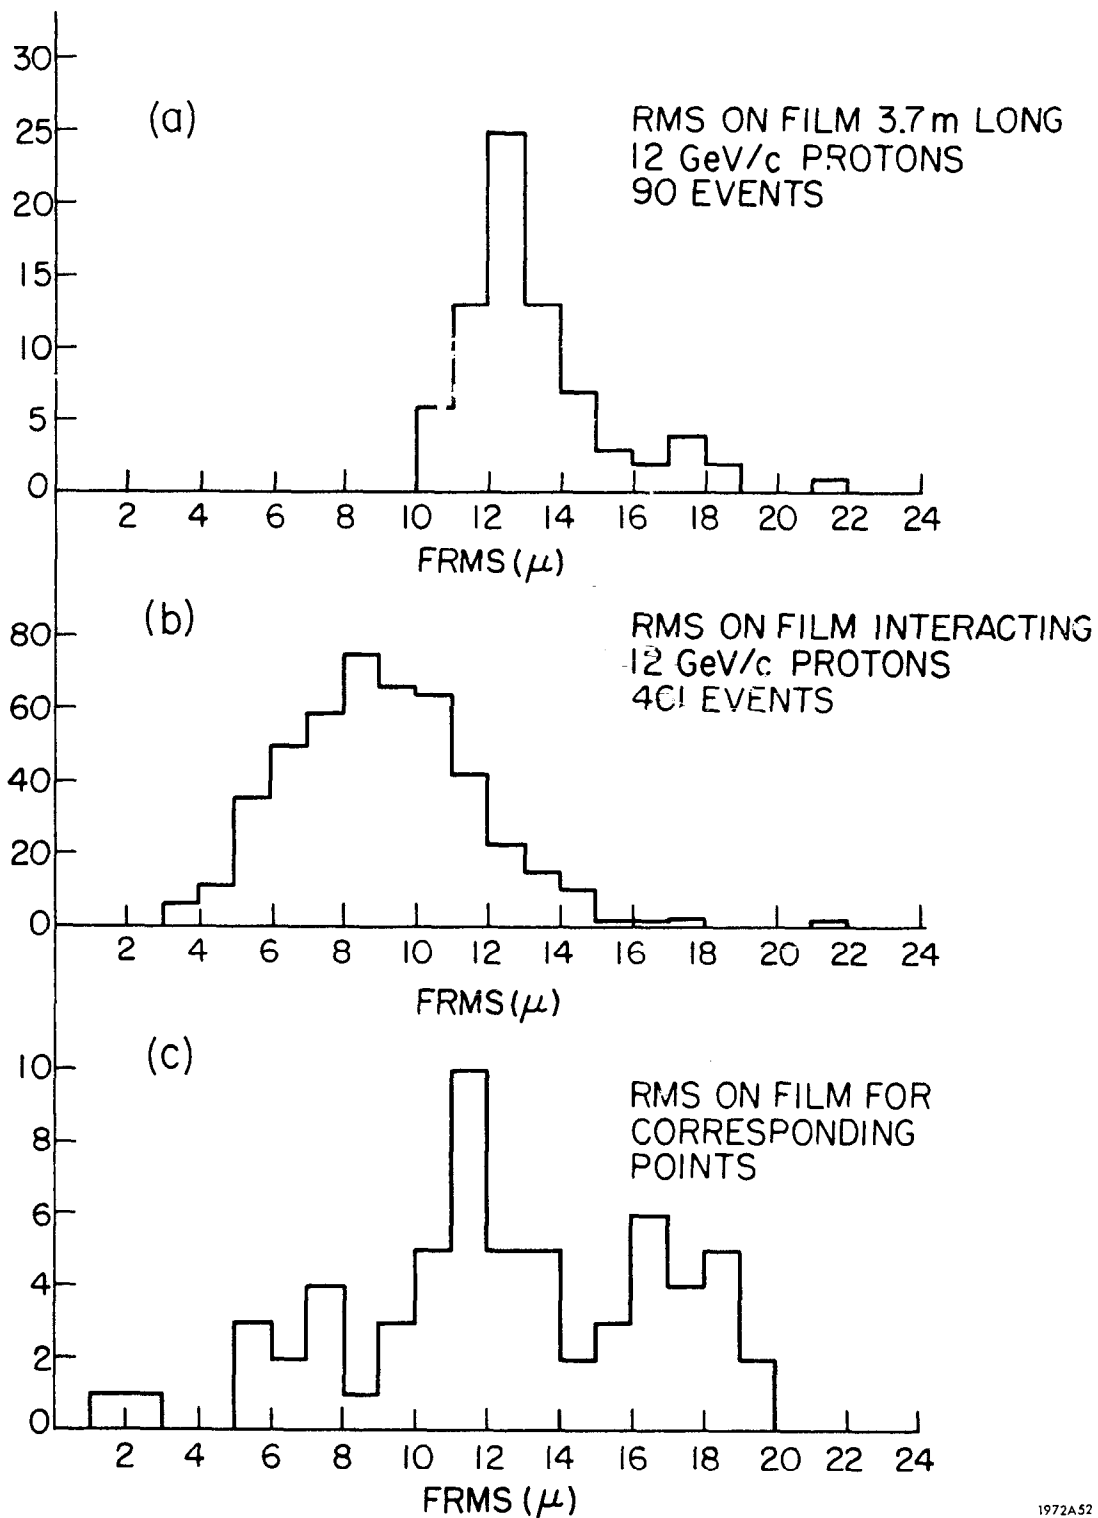 30
25
20
15
10
5
0
(a)
RMS ON FILM 3.7m LONG
12 GeV/c PROTONS
90 EVENTS
2 4 6 8 10 12 14 16 18 20 22 24
FRMS (μ)
80
60
40
20
0
(b)
RMS ON FILM INTERACTING
12 GeV/c PROTONS
EVENTS
2 4 6 8 10 12 14 16 18 20 22 24
FRMS (μ)
10
8
6
4
2
0
(c)
RMS ON FILM FOR
CORRESPONDING
POINTS
2 4 6 8 10 12 14 16 18 20 22 24
FRMS (μ)
1972A52